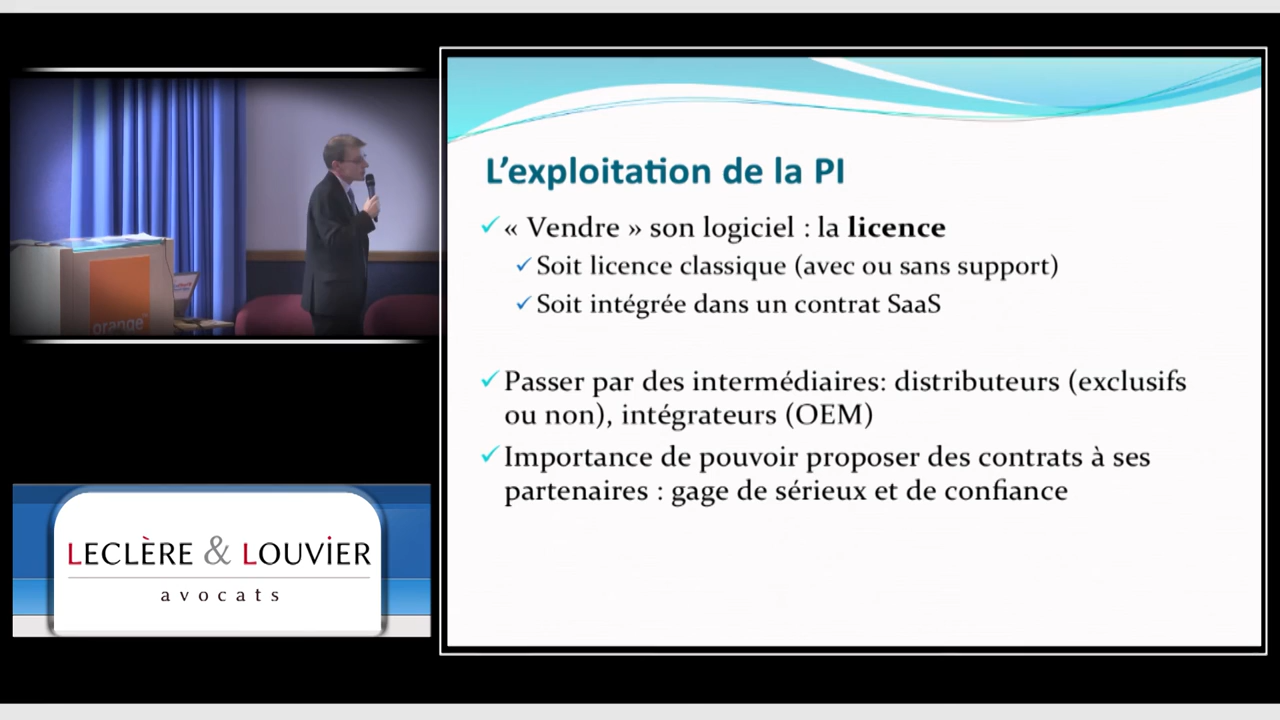 L'exploitation de la PI
« Vendre » son logiciel : la licence
Soit licence classique (avec ou sans support)
Soit intégrée dans un contrat SaaS
Passer par des intermédiaires: distributeurs (exclusifs
ou non), intégrateurs (OEM)
Importance de pouvoir proposer des contrats à ses
partenaires : gage de sérieux et de confiance
orange
LECLÈRE & LOUVIER
avocats